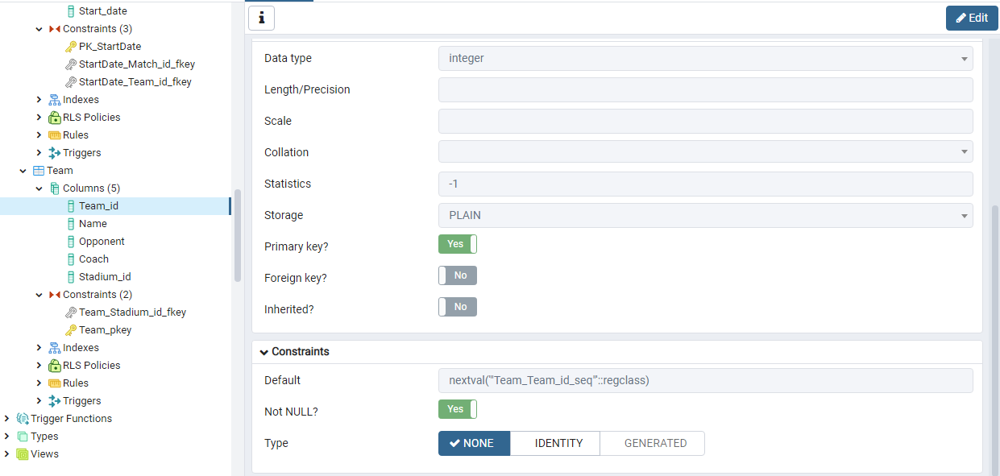 Start_date
Constraints (3)
PK_StartDate
StartDate_Match_id_fkey
StartDate_Team_id_fkey
Indexes
RLS Policies
Rules
Triggers
Team
Columns (5)
Team_id
Name
Opponent
Coach
Stadium_id
Constraints (2)
Team_Stadium_id_fkey
Team_pkey
Indexes
RLS Policies
Rules
Triggers
Trigger Functions
Types
Views
i
Edit
Data type
integer
Length/Precision
Scale
Collation
Statistics
-1
Storage
PLAIN
Primary key?
Yes
Foreign key?
No
Inherited?
No
Constraints
Default
nextval('"Team_Team_id_seq"'::regclass)
Not NULL?
Yes
Type
NONE
IDENTITY
GENERATED